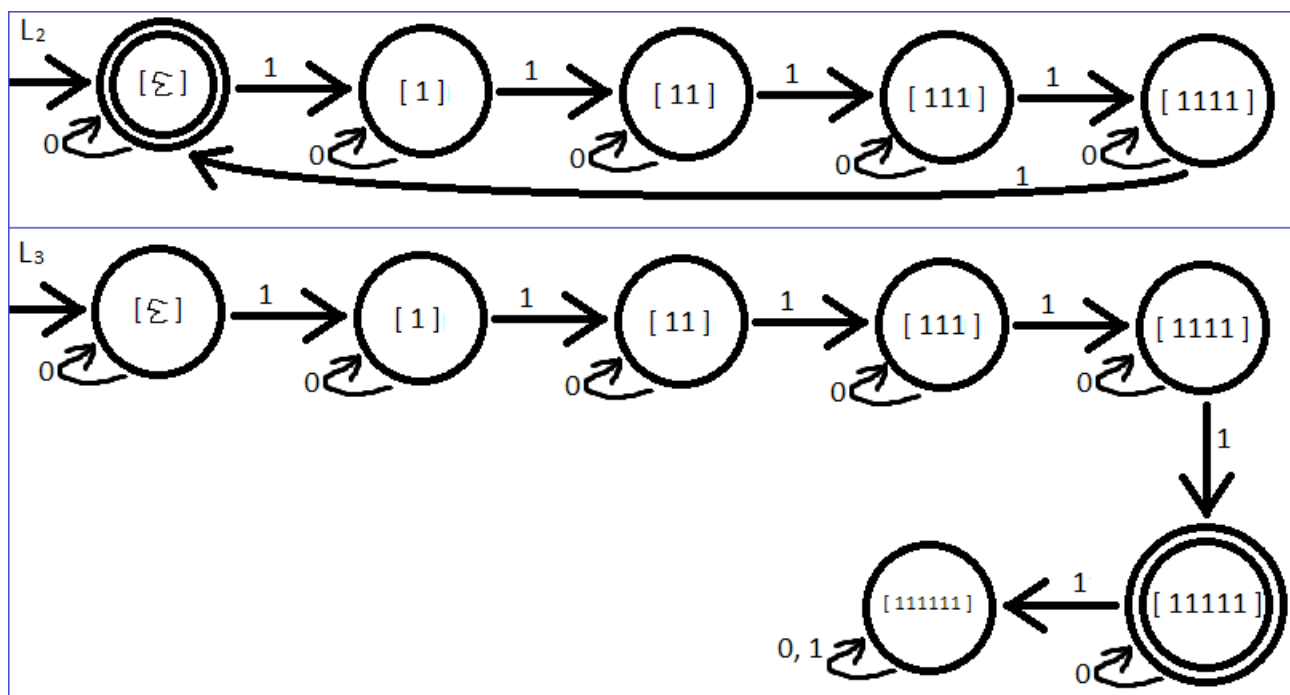 L₂
[ Ɛ ] 1 [ 1 ] 1 [ 11 ] 1 [ 111 ] 1 [ 1111 ]
0 0 0 0 0
1
L₃
[ Ɛ ] 1 [ 1 ] 1 [ 11 ] 1 [ 111 ] 1 [ 1111 ]
0 0 0 0 0
1
[ 111111 ] 1 [ 11111 ]
0, 1 0